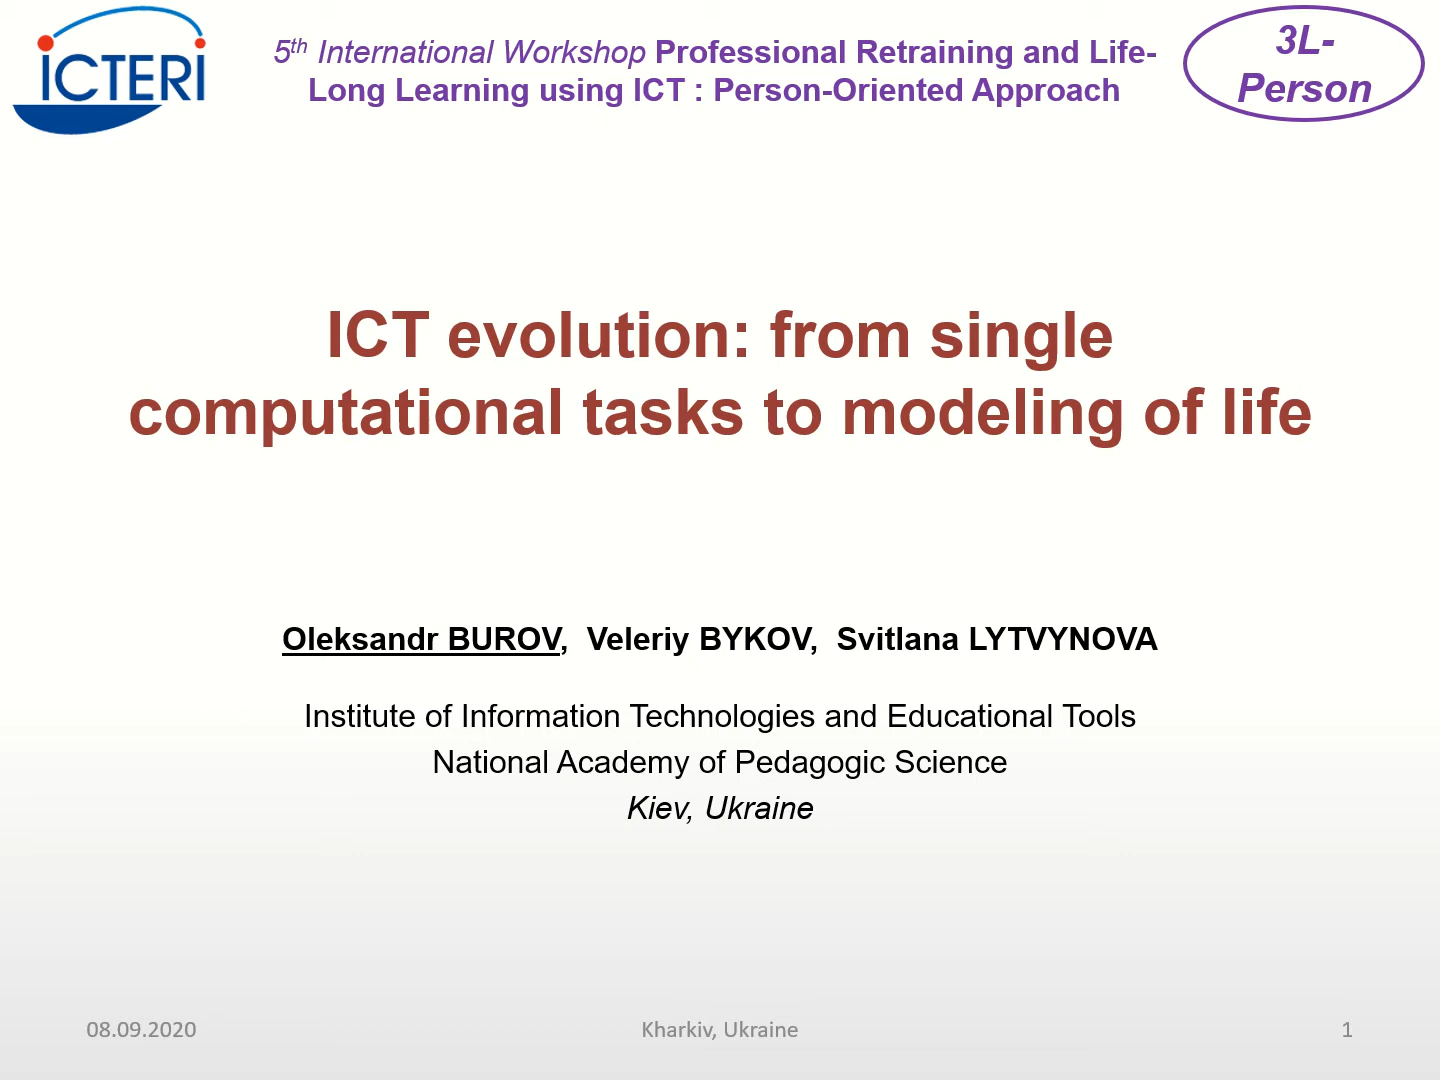 ICTERI
5th International Workshop Professional Retraining and Life-
Long Learning using ICT : Person-Oriented Approach
3L-
Person
ICT evolution: from single
computational tasks to modeling of life
Oleksandr BUROV, Veleriy BYKOV, Svitlana LYTVYNOVA
Institute of Information Technologies and Educational Tools
National Academy of Pedagogic Science
Kiev, Ukraine
08.09.2020
Kharkiv, Ukraine
1